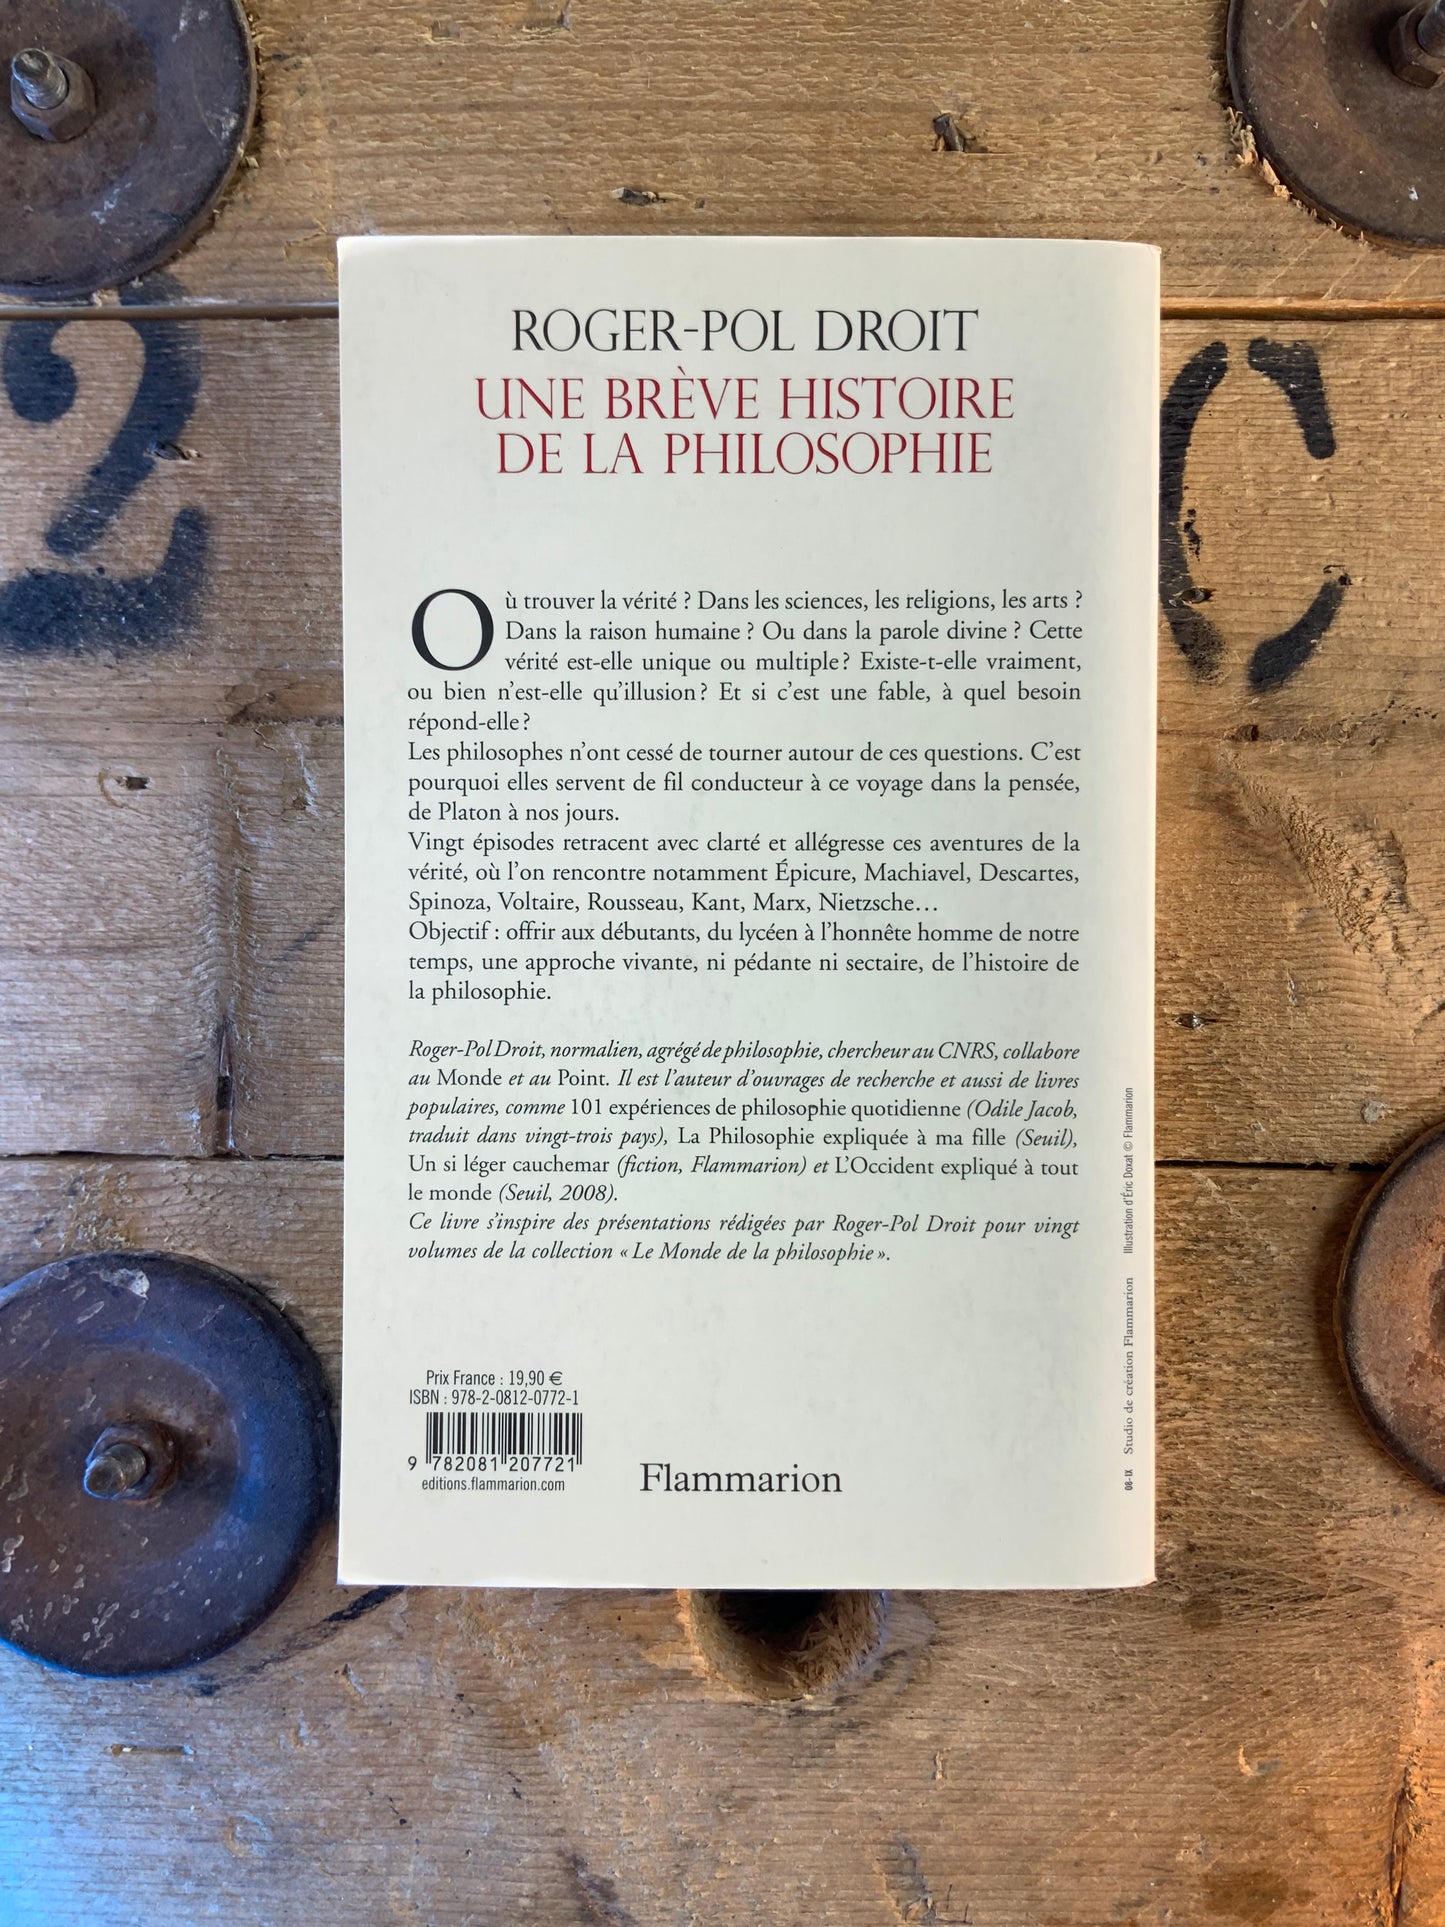 2
C
ROGER-POL DROIT
UNE BRÈVE HISTOIRE
DE LA PHILOSOPHIE
Où trouver la vérité ? Dans les sciences, les religions, les arts ?
Dans la raison humaine ? Ou dans la parole divine ? Cette
vérité est-elle unique ou multiple ? Existe-t-elle vraiment,
ou bien n'est-elle qu'illusion ? Et si c'est une fable, à quel besoin
répond-elle ?
Les philosophes n'ont cessé de tourner autour de ces questions. C'est
pourquoi elles servent de fil conducteur à ce voyage dans la pensée,
de Platon à nos jours.
Vingt épisodes retracent avec clarté et allégresse ces aventures de la
vérité, où l'on rencontre notamment Épicure, Machiavel, Descartes,
Spinoza, Voltaire, Rousseau, Kant, Marx, Nietzsche…
Objectif : offrir aux débutants, du lycéen à l'honnête homme de notre
temps, une approche vivante, ni pédante ni sectaire, de l'histoire de
la philosophie.
Roger-Pol Droit, normalien, agrégé de philosophie, chercheur au CNRS, collabore
au Monde et au Point. Il est l'auteur d'ouvrages de recherche et aussi de livres
populaires, comme 101 expériences de philosophie quotidienne (Odile Jacob,
traduit dans vingt-trois pays), La Philosophie expliquée à ma fille (Seuil),
Un si léger cauchemar (fiction, Flammarion) et L'Occident expliqué à tout
le monde (Seuil, 2008).
Ce livre s'inspire des présentations rédigées par Roger-Pol Droit pour vingt
volumes de la collection « Le Monde de la philosophie ».
Prix France : 19,90 €
ISBN : 978-2-0812-0772-1
9 782081 207721
editions.flammarion.com
Flammarion
08-IX Studio de création Flammarion Illustration d'Éric Doxat © Flammarion